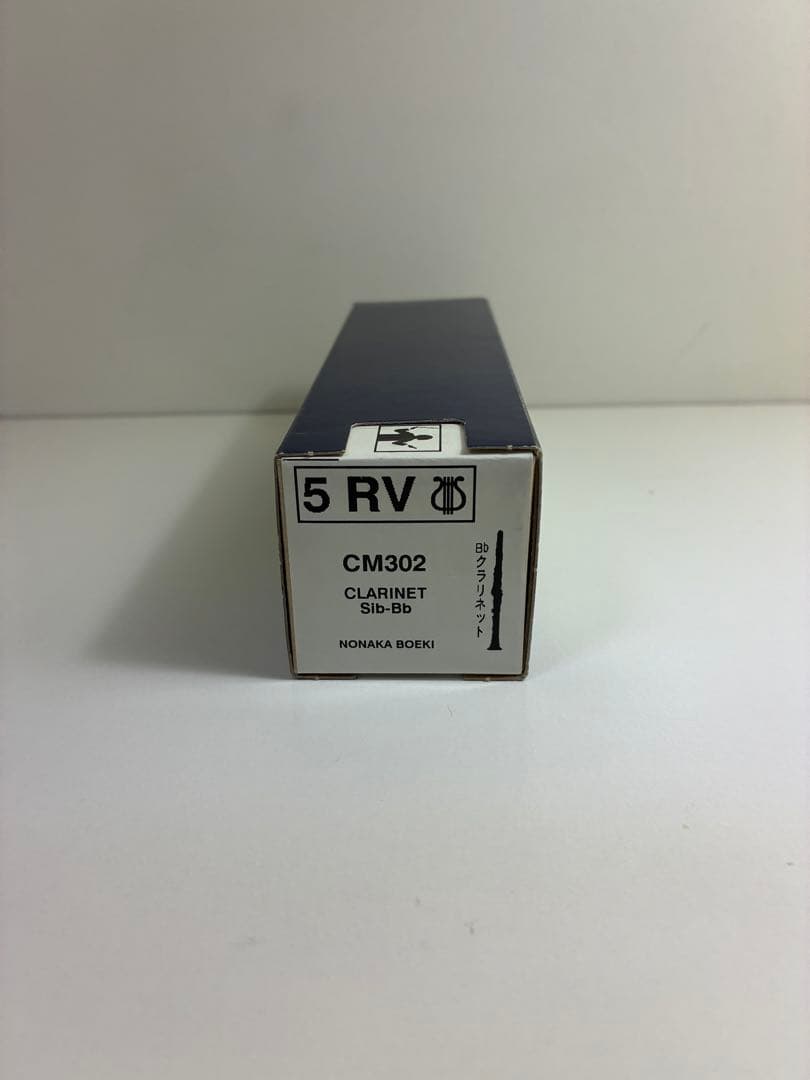 5 RV
CM302
CLARINET
Sib-Bb
NONAKA BOEKI
B♭クラリネット